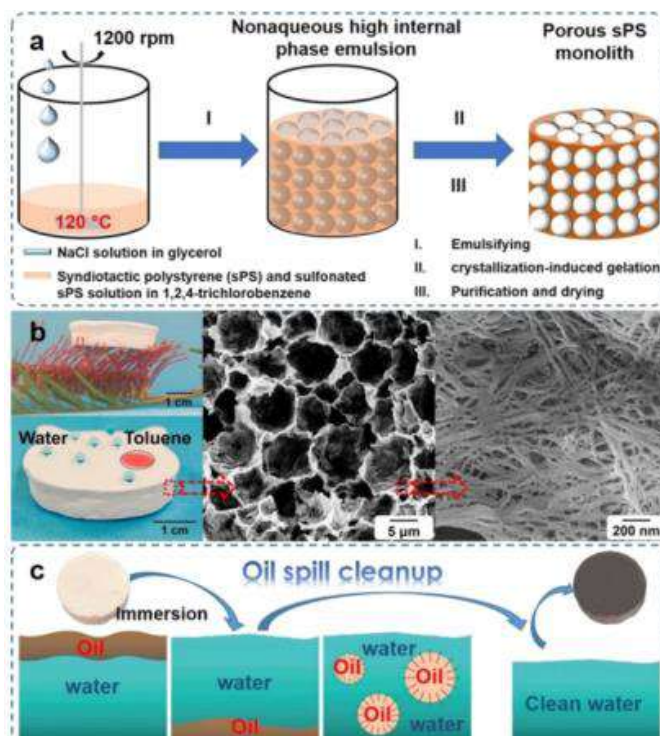 a
1200 rpm
Nonaqueous high internal
phase emulsion
Porous sPS
monolith
I
II
III
120 °C
NaCl solution in glycerol
Syndiotactic polystyrene (sPS) and sulfonated
sPS solution in 1,2,4-trichlorobenzene
I. Emulsifying
II. crystallization-induced gelation
III. Purification and drying
b
1 cm
Water Toluene
1 cm
5 µm
200 nm
c
Oil spill cleanup
Immersion
Oil
water
water
Oil
water
Oil
Oil
Oil
water
Clean water